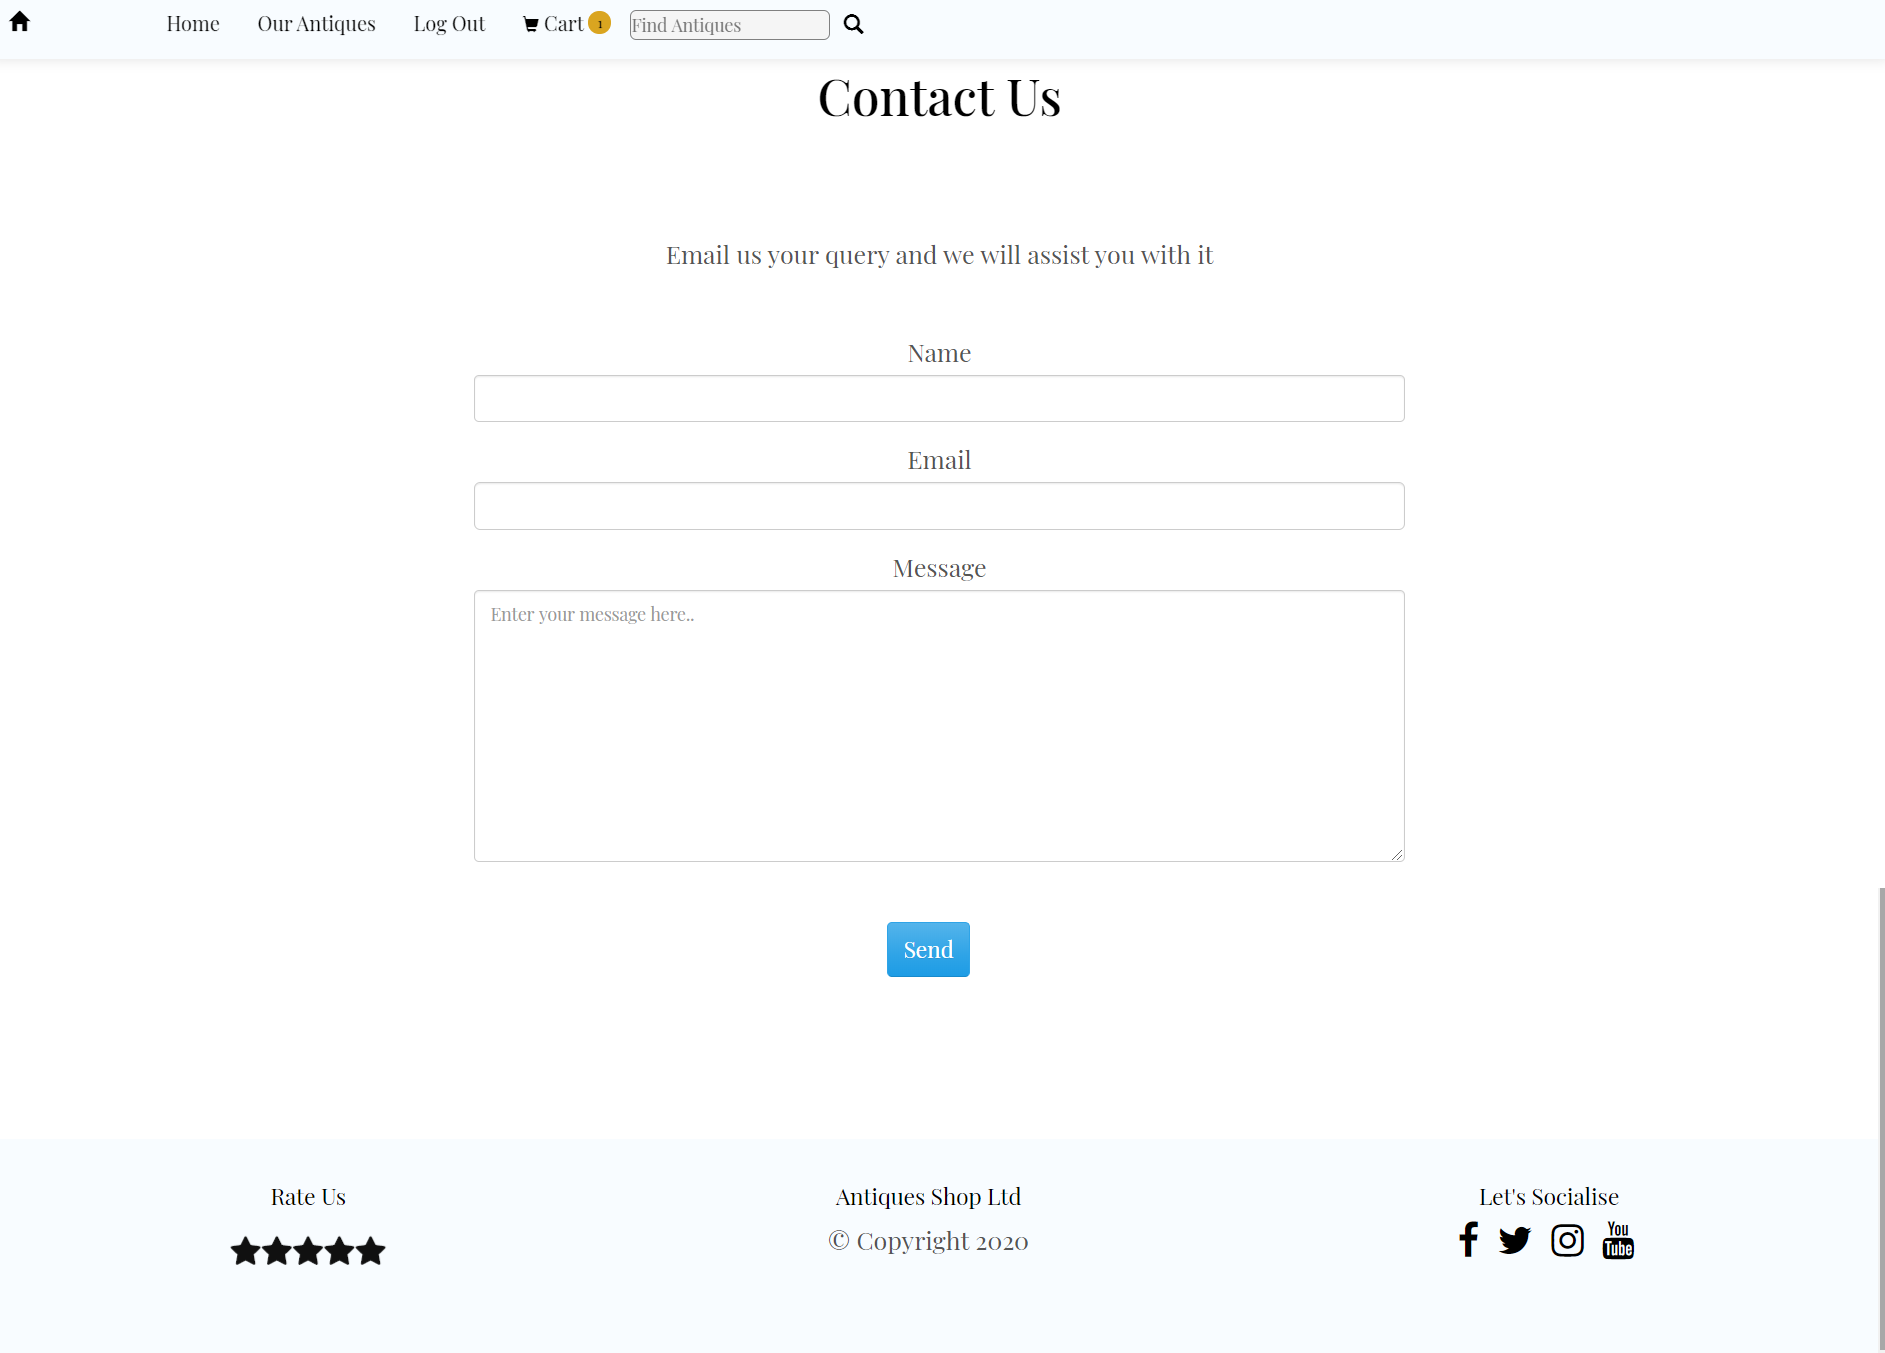 Home Our Antiques Log Out Cart 1 Find Antiques
Contact Us
Email us your query and we will assist you with it
Name
Email
Message
Enter your message here..
Send
Rate Us Antiques Shop Ltd Let's Socialise
© Copyright 2020
You
Tube